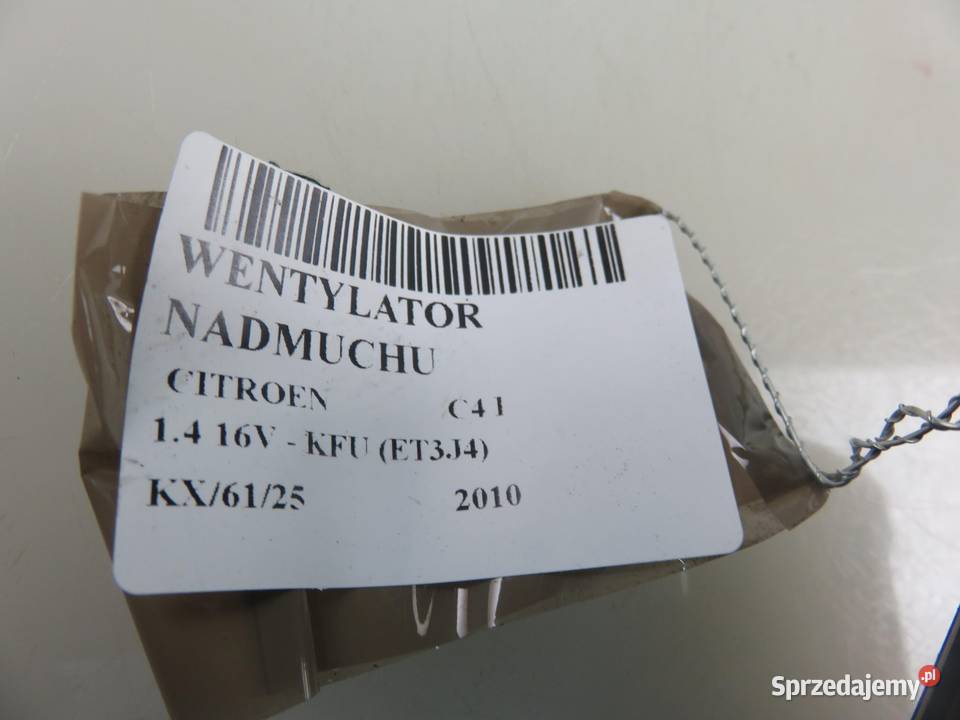 WENTYLATOR
NADMUCHU
CITROEN C4 I
1.4 16V - KFU (ET3J4)
KX/61/25 2010
Sprzedajemy.pl